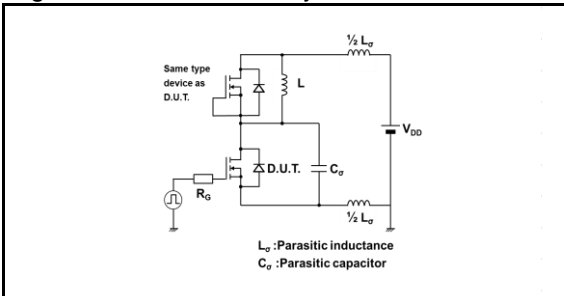 ½ Lσ
Same type
device as
D.U.T.
L
VDD
D.U.T.
Cσ
RG
½ Lσ
Lσ :Parasitic inductance
Cσ :Parasitic capacitor